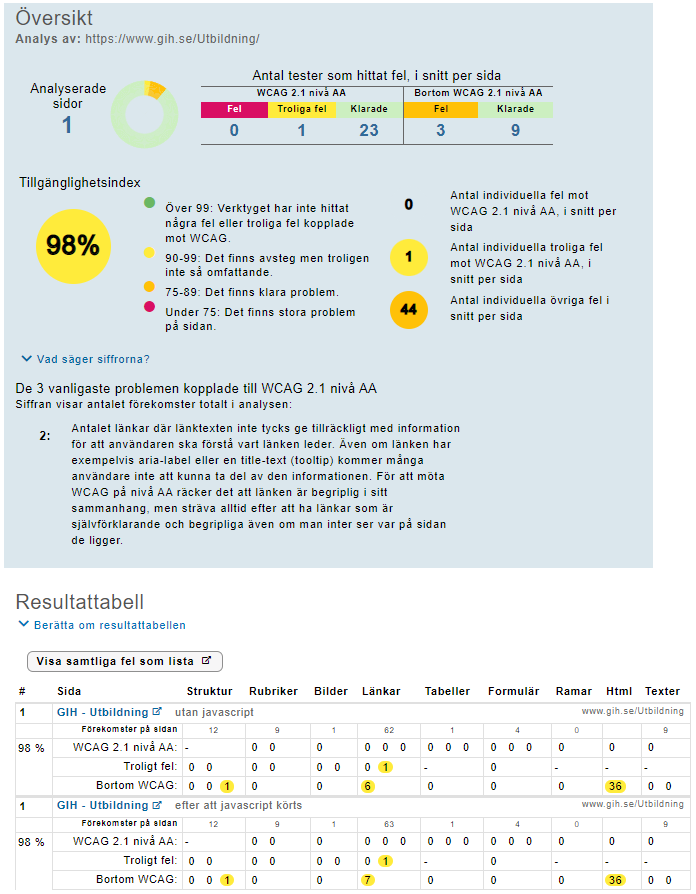 Översikt
Analys av: https://www.gih.se/Utbildning/
Analyserade
sidor
1
Antal tester som hittat fel, i snitt per sida
WCAG 2.1 nivå AA Bortom WCAG 2.1 nivå AA
Fel Troliga fel Klarade Fel Klarade
0 1 23 3 9
Tillgänglighetsindex
98%
Över 99: Verktyget har inte hittat
några fel eller troliga fel kopplade
mot WCAG.
90-99: Det finns avsteg men troligen
inte så omfattande.
75-89: Det finns klara problem.
Under 75: Det finns stora problem
på sidan.
0
Antal individuella fel mot
WCAG 2.1 nivå AA, i snitt per
sida
1
Antal individuella troliga fel
mot WCAG 2.1 nivå AA, i
snitt per sida
44
Antal individuella övriga fel i
snitt per sida
Vad säger siffrorna?
De 3 vanligaste problemen kopplade till WCAG 2.1 nivå AA
Siffran visar antalet förekomster totalt i analysen:
2: Antalet länkar där länktexten inte tycks ge tillräckligt med information
för att användaren ska förstå vart länken leder. Även om länken har
exempelvis aria-label eller en title-text (tooltip) kommer många
användare inte att kunna ta del av den informationen. För att möta
WCAG på nivå AA räcker det att länken är begriplig i sitt
sammanhang, men sträva alltid efter att ha länkar som är
självförklarande och begripliga även om man inter ser var på sidan
de ligger.
Resultattabell
Berätta om resultattabellen
Visa samtliga fel som lista
# Sida Struktur Rubriker Bilder Länkar Tabeller Formulär Ramar Html Texter
1 GIH - Utbildning utan javascript www.gih.se/Utbildning
Förekomster på sidan 12 9 1 62 1 4 0 9
98 % WCAG 2.1 nivå AA: - 0 0 0 0 0 0 0 0 0 0 0 0 0 0 0
Troligt fel: 0 0 0 0 0 0 0 1 - 0 - - -
Bortom WCAG: 0 0 1 0 6 0 0 0 36 0 0
1 GIH - Utbildning efter att javascript körts www.gih.se/Utbildning
Förekomster på sidan 12 9 1 63 1 4 0 9
98 % WCAG 2.1 nivå AA: - 0 0 0 0 0 0 0 0 0 0 0 0 0 0 0
Troligt fel: 0 0 0 0 0 0 0 1 - 0 - - -
Bortom WCAG: 0 0 1 0 7 0 0 0 36 0 0